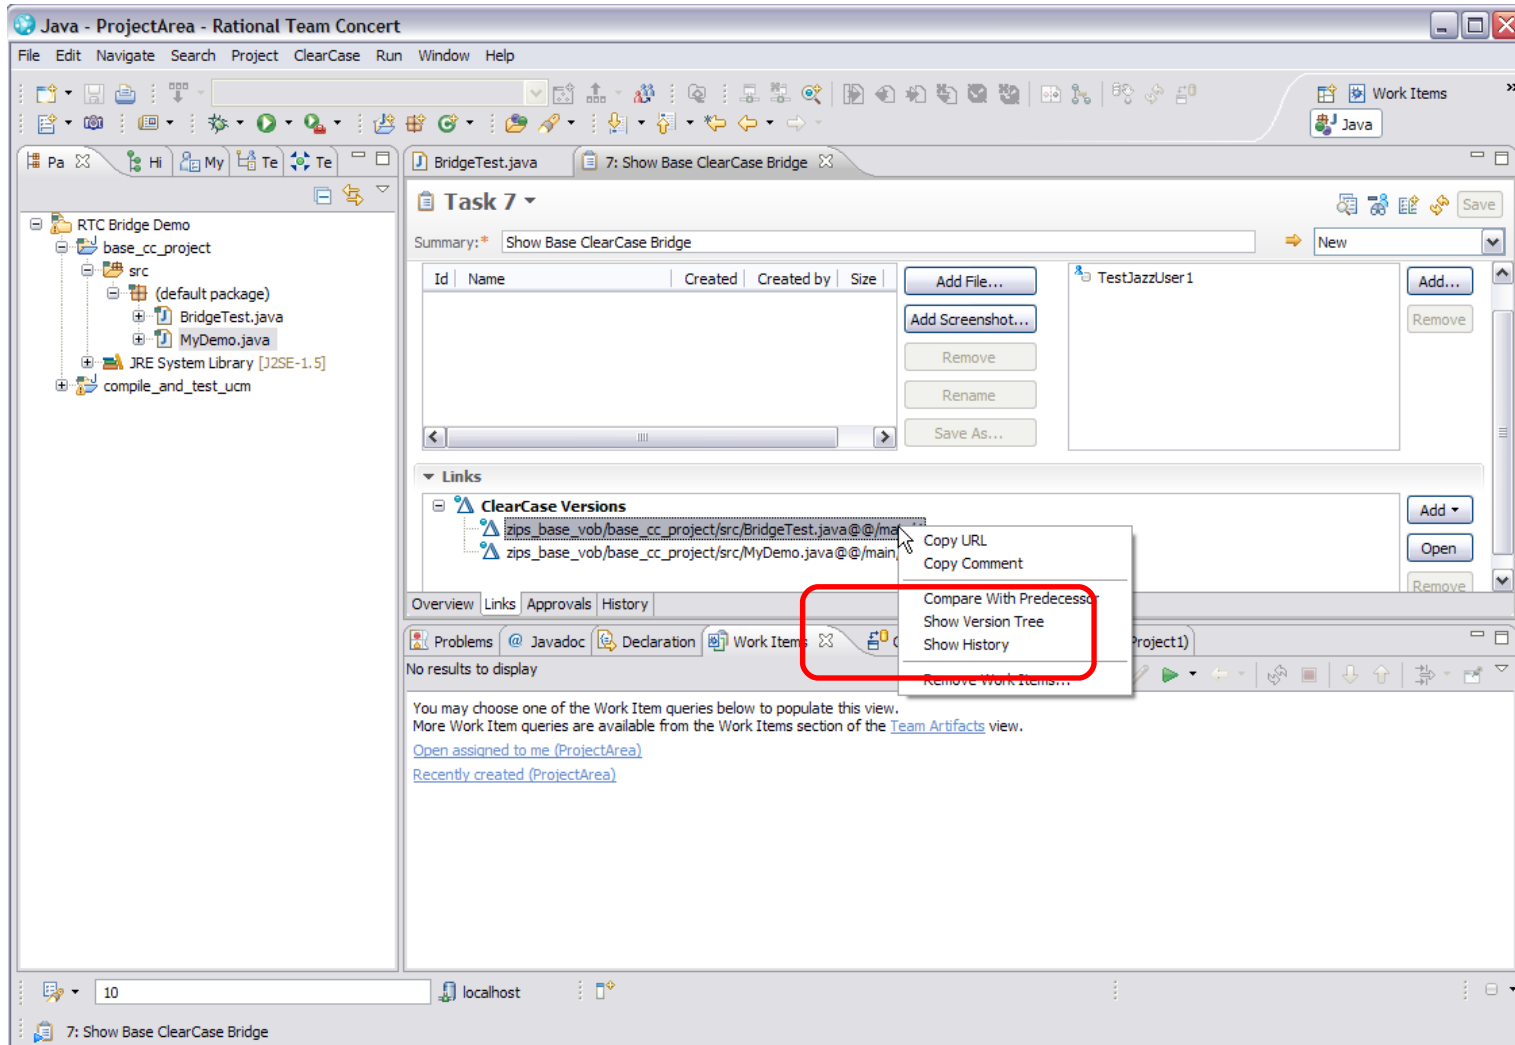 Java - ProjectArea - Rational Team Concert
File Edit Navigate Search Project ClearCase Run Window Help
Work Items
»
Java
Pa
Hi
My
Te
Te
BridgeTest.java
7: Show Base ClearCase Bridge
RTC Bridge Demo
base_cc_project
src
(default package)
BridgeTest.java
MyDemo.java
JRE System Library [J2SE-1.5]
compile_and_test_ucm
Task 7
Save
Summary:* Show Base ClearCase Bridge
New
Id Name Created Created by Size
Add File...
Add Screenshot...
Remove
Rename
Save As...
TestJazzUser1
Add...
Remove
Links
ClearCase Versions
zips_base_vob/base_cc_project/src/BridgeTest.java@@/ma
zips_base_vob/base_cc_project/src/MyDemo.java@@/main
Add
Open
Remove
Copy URL
Copy Comment
Compare With Predecessor
Show Version Tree
Show History
Remove Work Items...
Overview Links Approvals History
Problems @ Javadoc Declaration Work Items
Project1)
No results to display
You may choose one of the Work Item queries below to populate this view.
More Work Item queries are available from the Work Items section of the Team Artifacts view.
Open assigned to me (ProjectArea)
Recently created (ProjectArea)
10
localhost
7: Show Base ClearCase Bridge